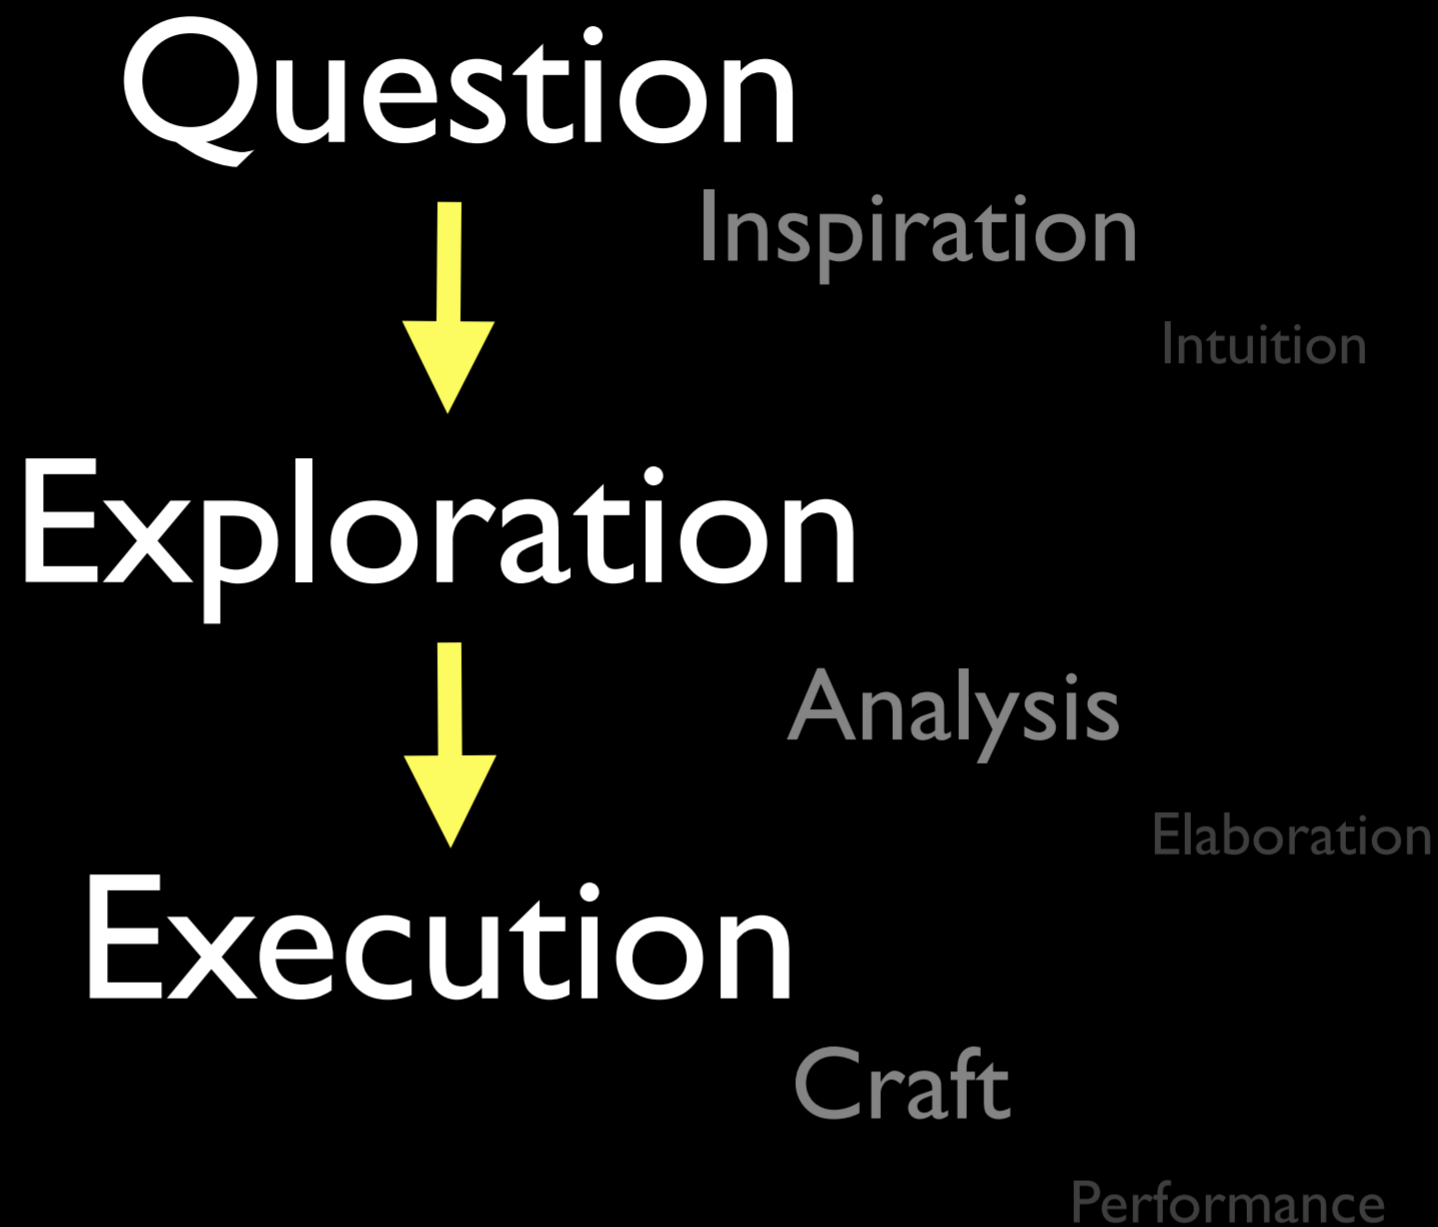 Question
Inspiration
Intuition
Exploration
Analysis
Elaboration
Execution
Craft
Performance